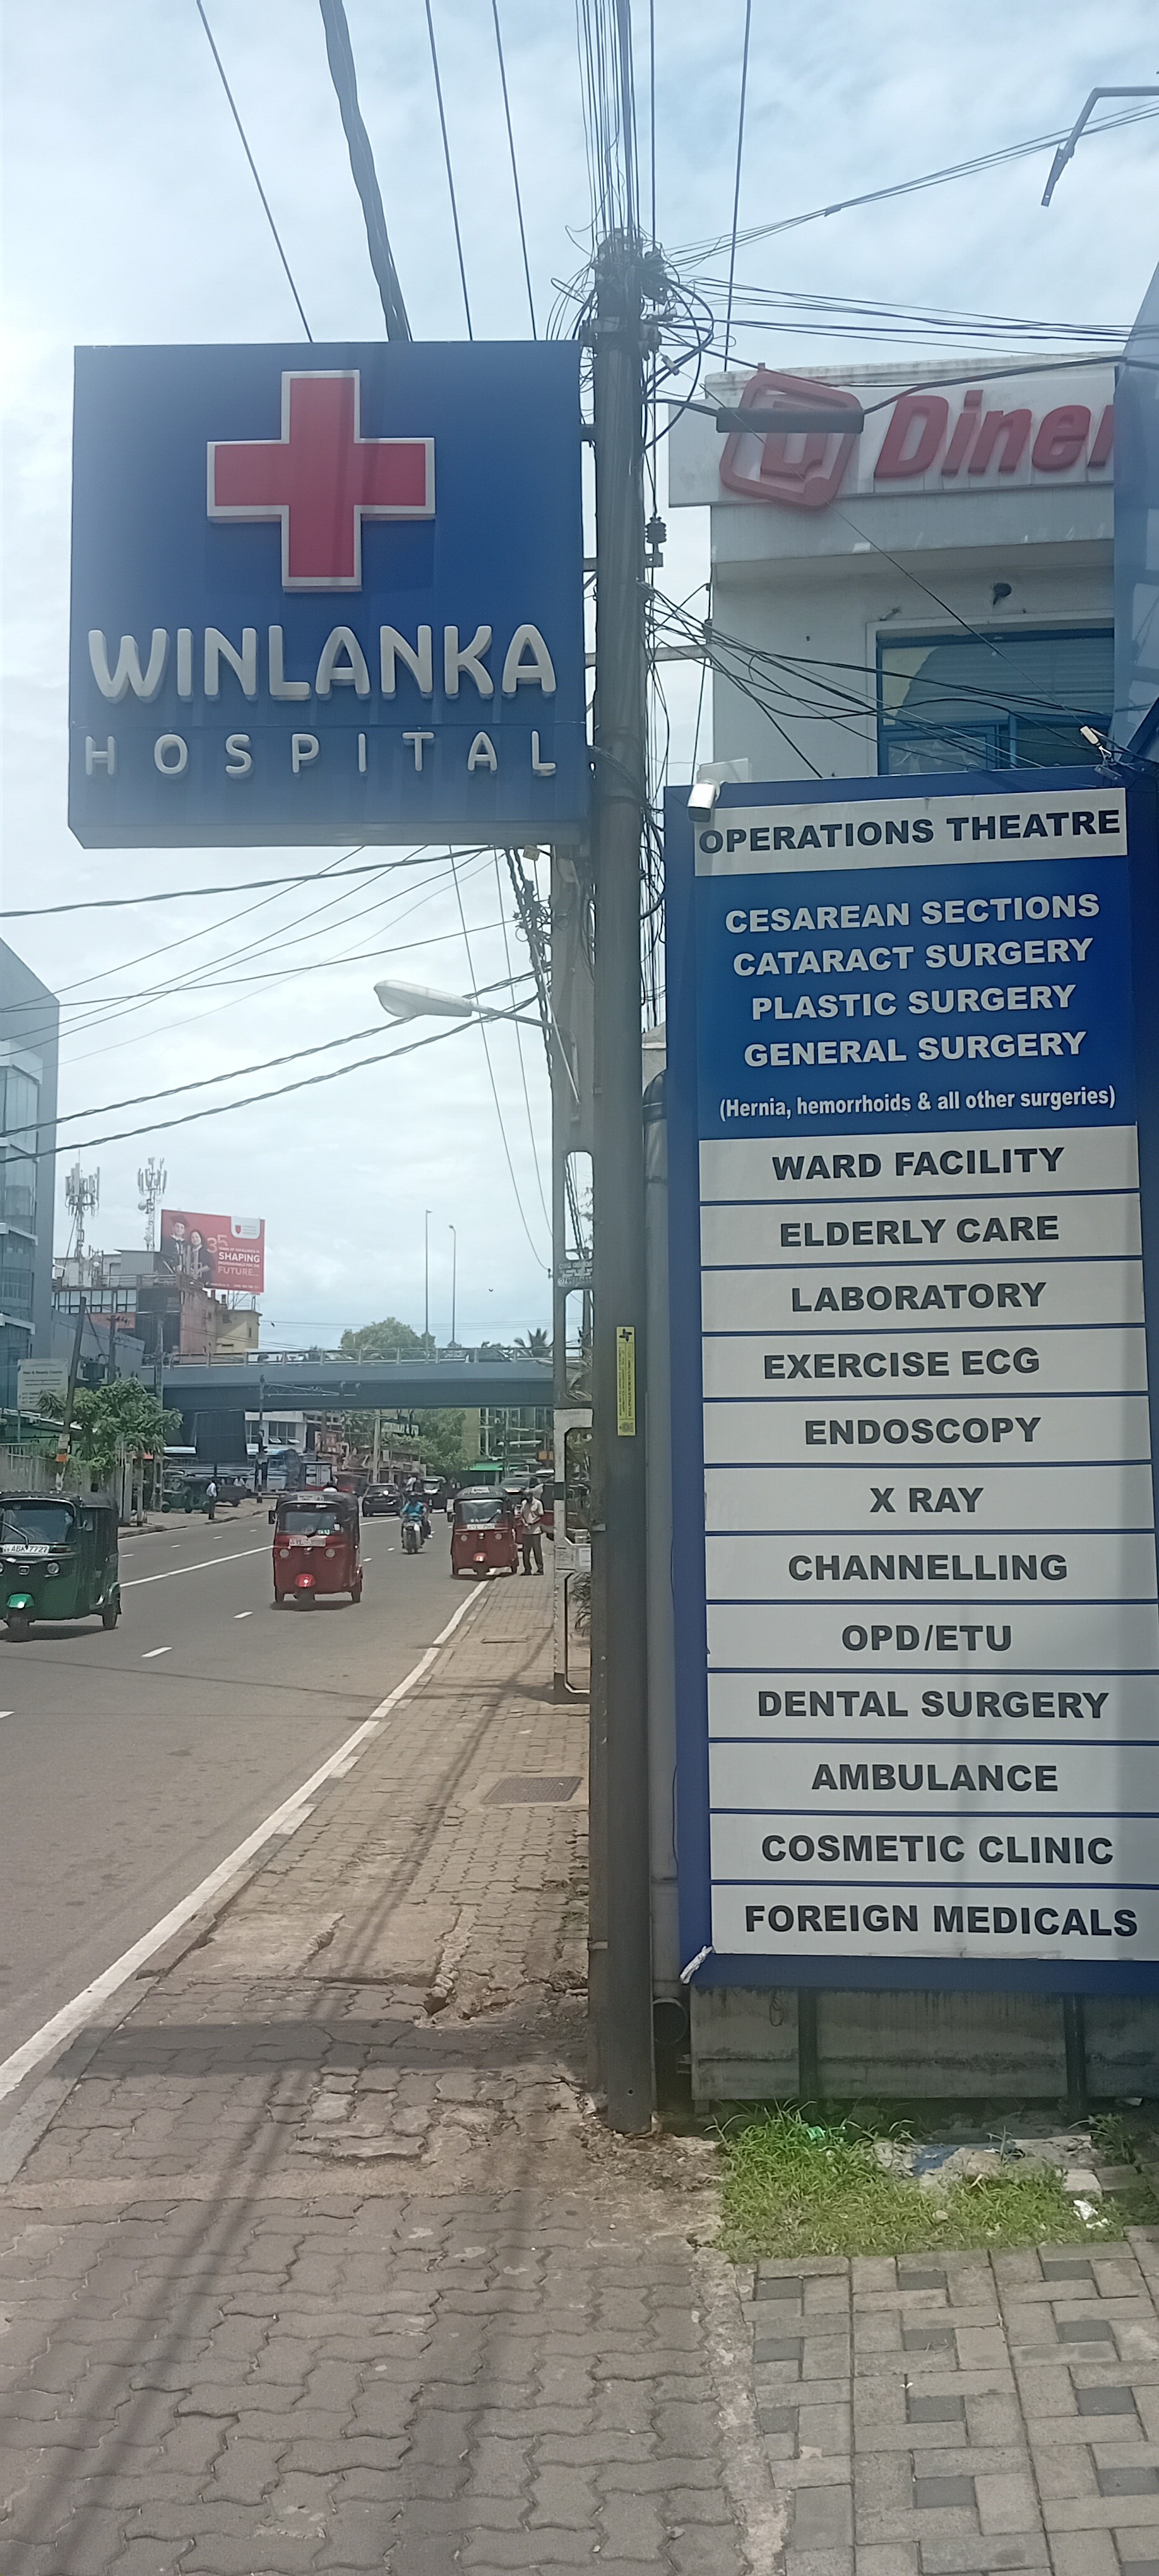 WINLANKA
HOSPITAL
Diner
OPERATIONS THEATRE
CESAREAN SECTIONS
CATARACT SURGERY
PLASTIC SURGERY
GENERAL SURGERY
(Hernia, hemorrhoids & all other surgeries)
WARD FACILITY
ELDERLY CARE
LABORATORY
EXERCISE ECG
ENDOSCOPY
X RAY
CHANNELLING
OPD/ETU
DENTAL SURGERY
AMBULANCE
COSMETIC CLINIC
FOREIGN MEDICALS
35
SHAPING
FUTURE...